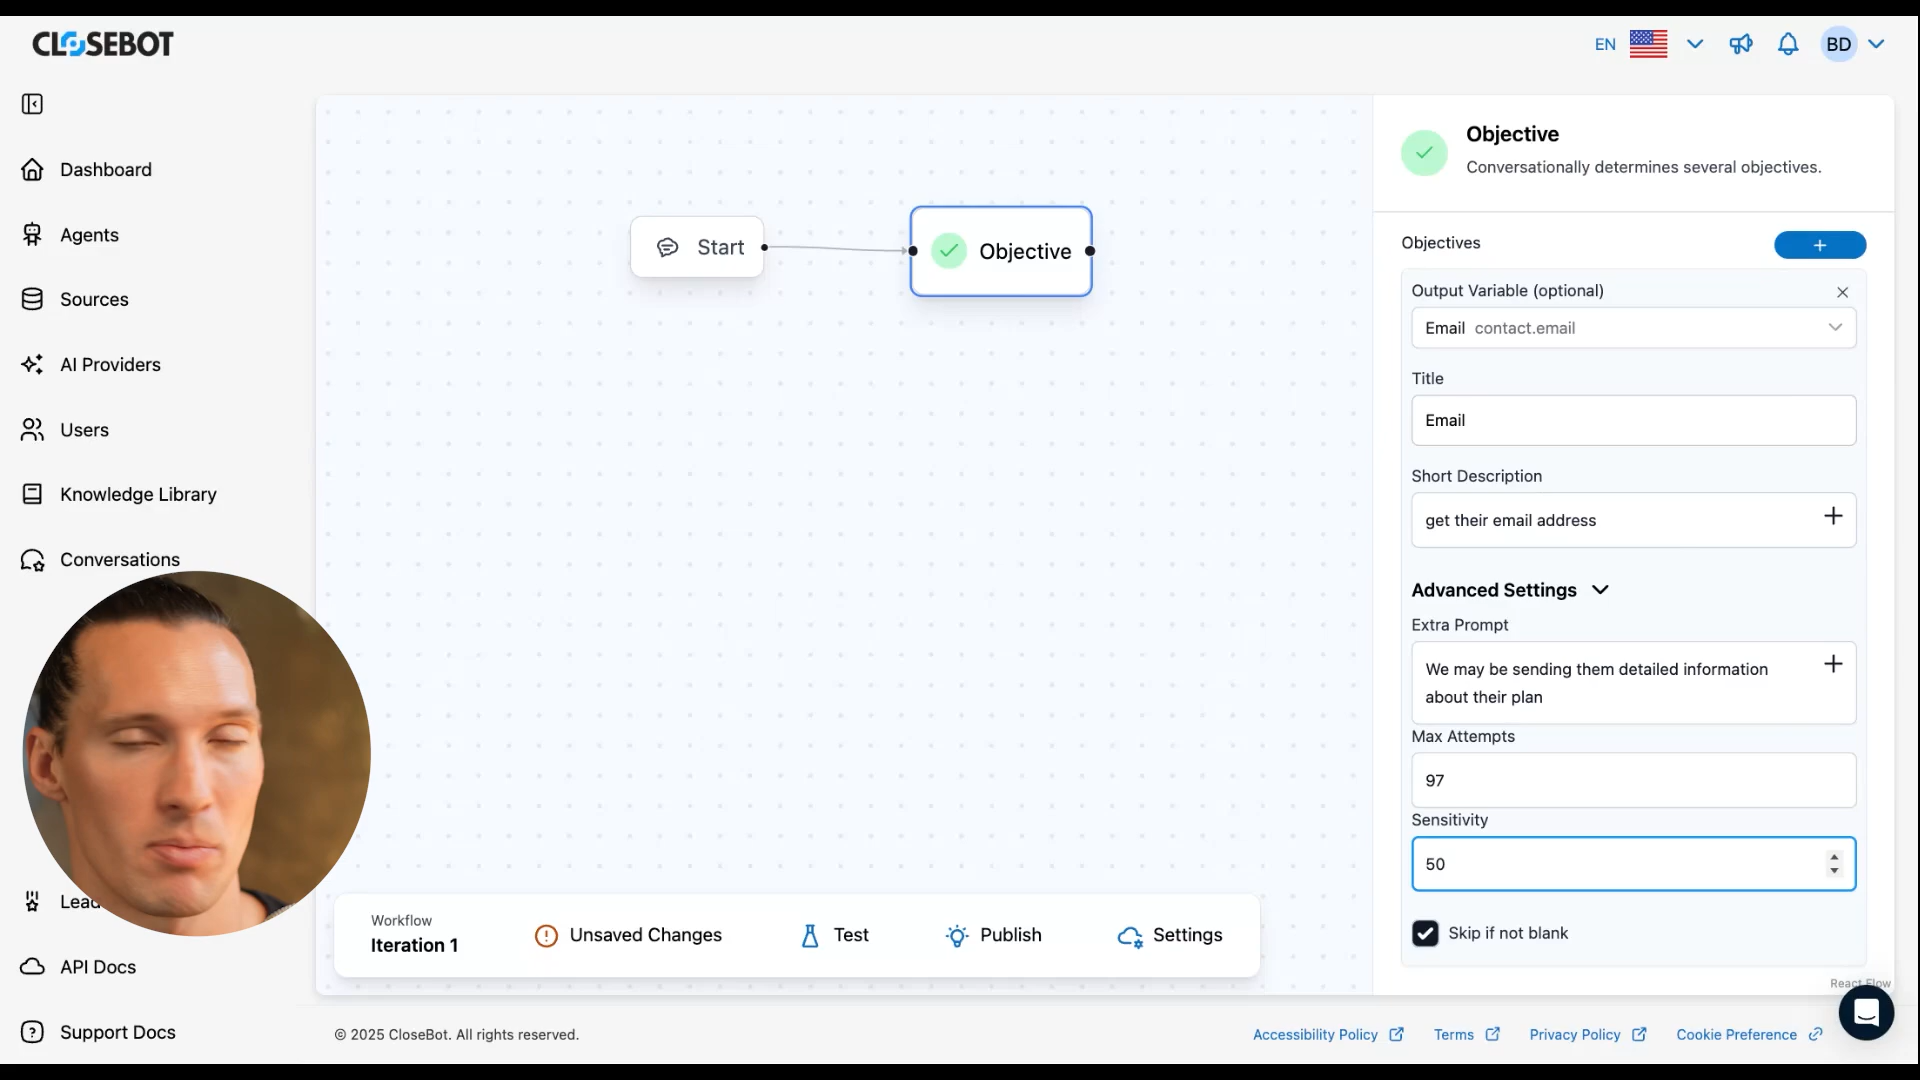 CLOSEBOT
EN
BD
Dashboard
Agents
Sources
AI Providers
Users
Knowledge Library
Conversations
Lead
API Docs
Support Docs
Start
Objective
Workflow
Iteration 1
Unsaved Changes
Test
Publish
Settings
Objective
Conversationally determines several objectives.
Objectives
Output Variable (optional)
Email contact.email
Title
Email
Short Description
get their email address
Advanced Settings
Extra Prompt
We may be sending them detailed information
about their plan
Max Attempts
97
Sensitivity
50
Skip if not blank
React Flow
© 2025 CloseBot. All rights reserved.
Accessibility Policy
Terms
Privacy Policy
Cookie Preference